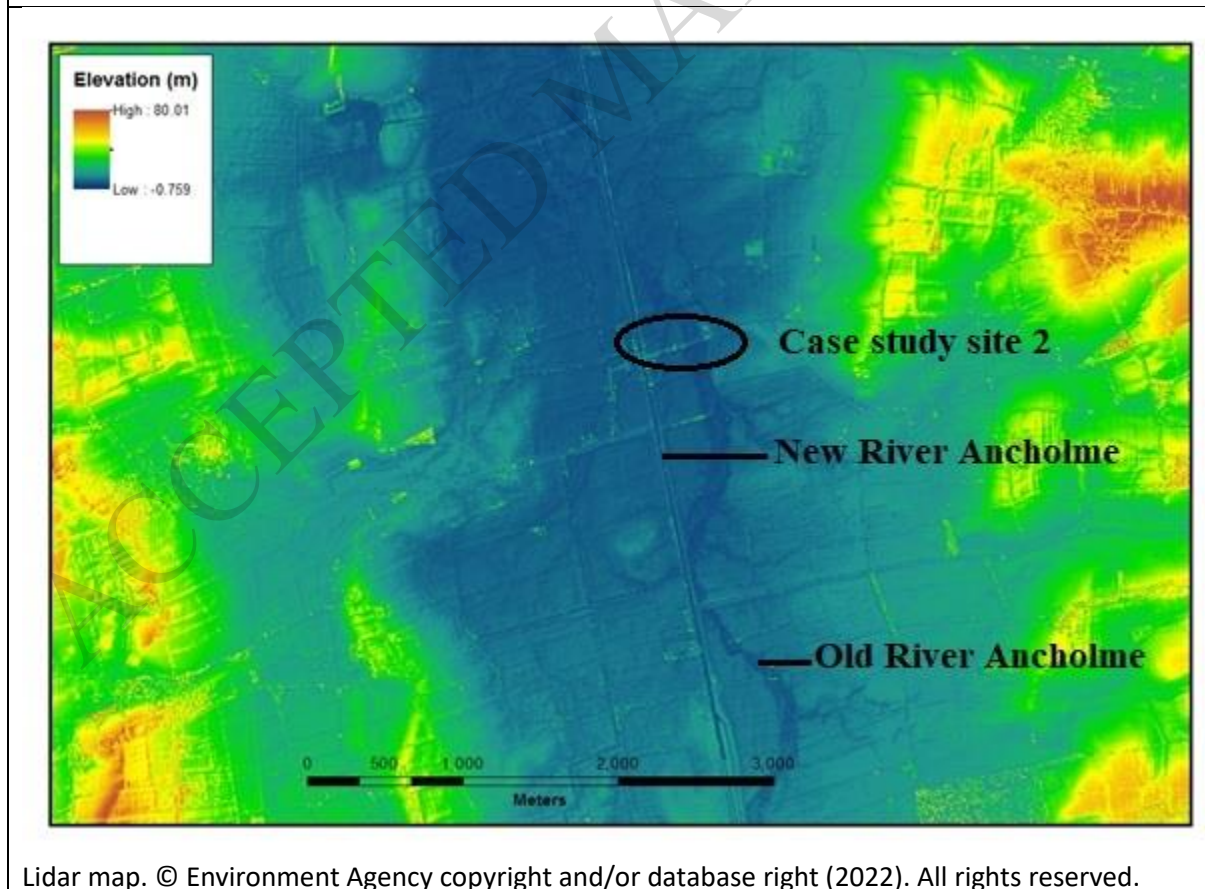 Elevation (m)
High : 80.01
Low : -0.759
Case study site 2
New River Ancholme
Old River Ancholme
0 500 1,000 2,000 3,000
Meters
ACCEPTED MA
Lidar map. © Environment Agency copyright and/or database right (2022). All rights reserved.